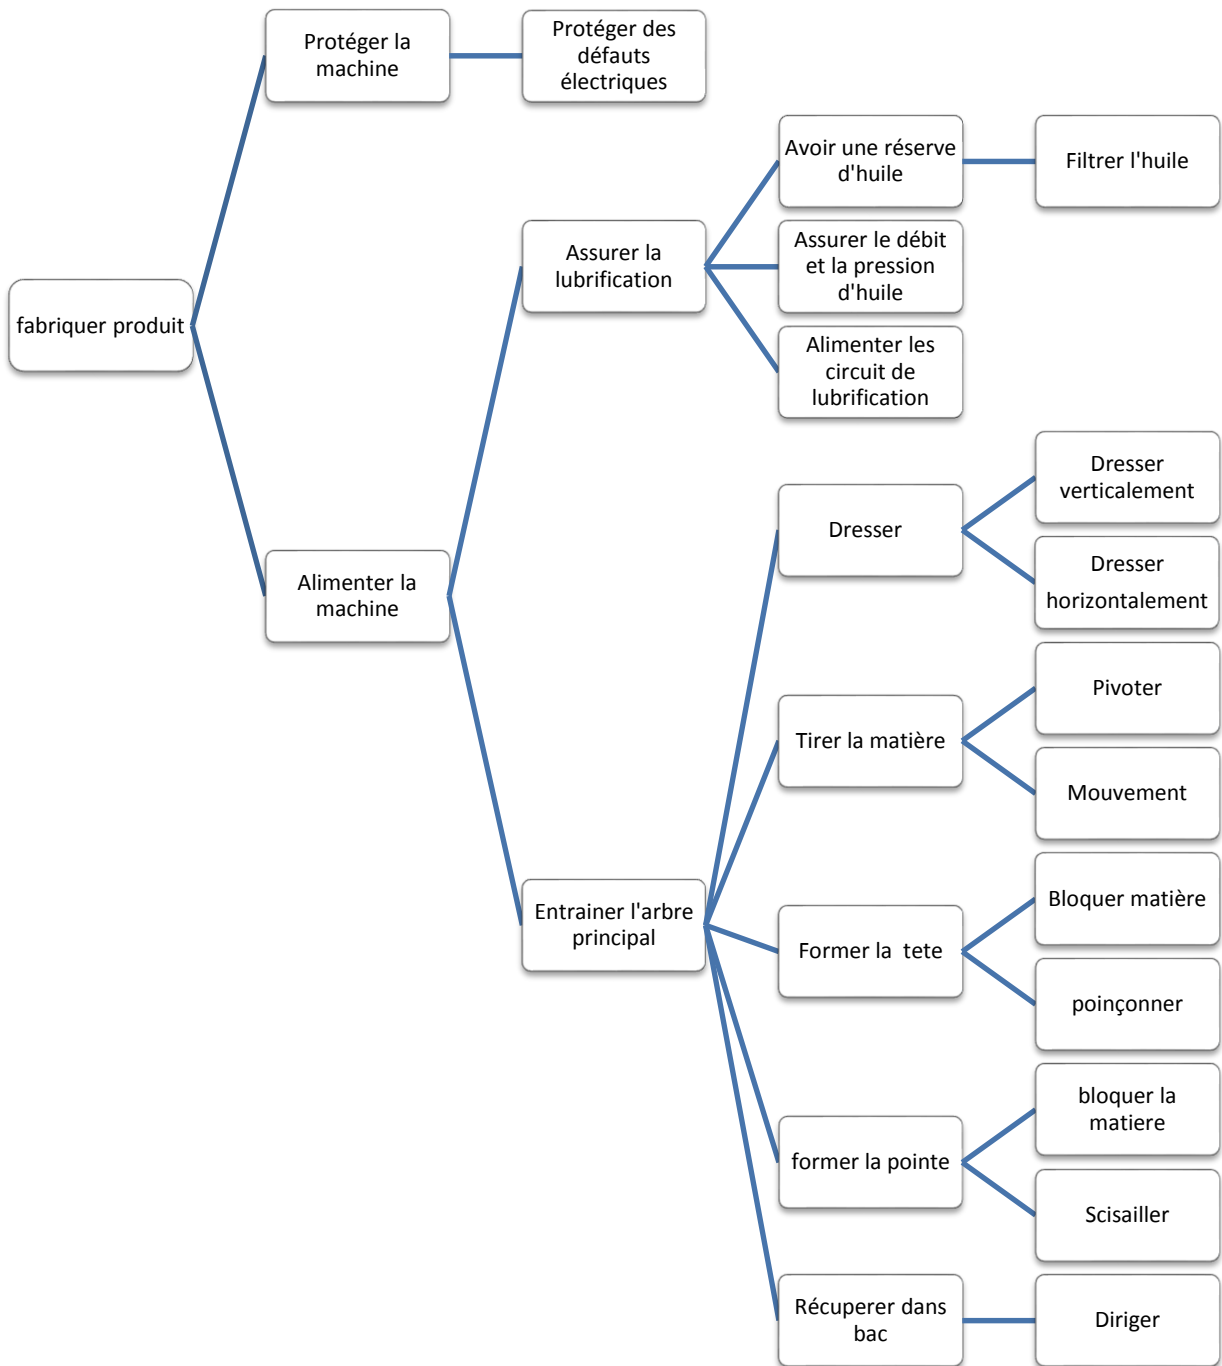 fabriquer produit
Protéger la
machine
Protéger des
défauts
électriques
Alimenter la
machine
Assurer la
lubrification
Avoir une réserve
d'huile
Filtrer l'huile
Assurer le débit
et la pression
d'huile
Alimenter les
circuit de
lubrification
Entrainer l'arbre
principal
Dresser
Dresser
verticalement
Dresser
horizontalement
Tirer la matière
Pivoter
Mouvement
Former la tete
Bloquer matière
poinçonner
former la pointe
bloquer la
matiere
Scisailler
Récuperer dans
bac
Diriger